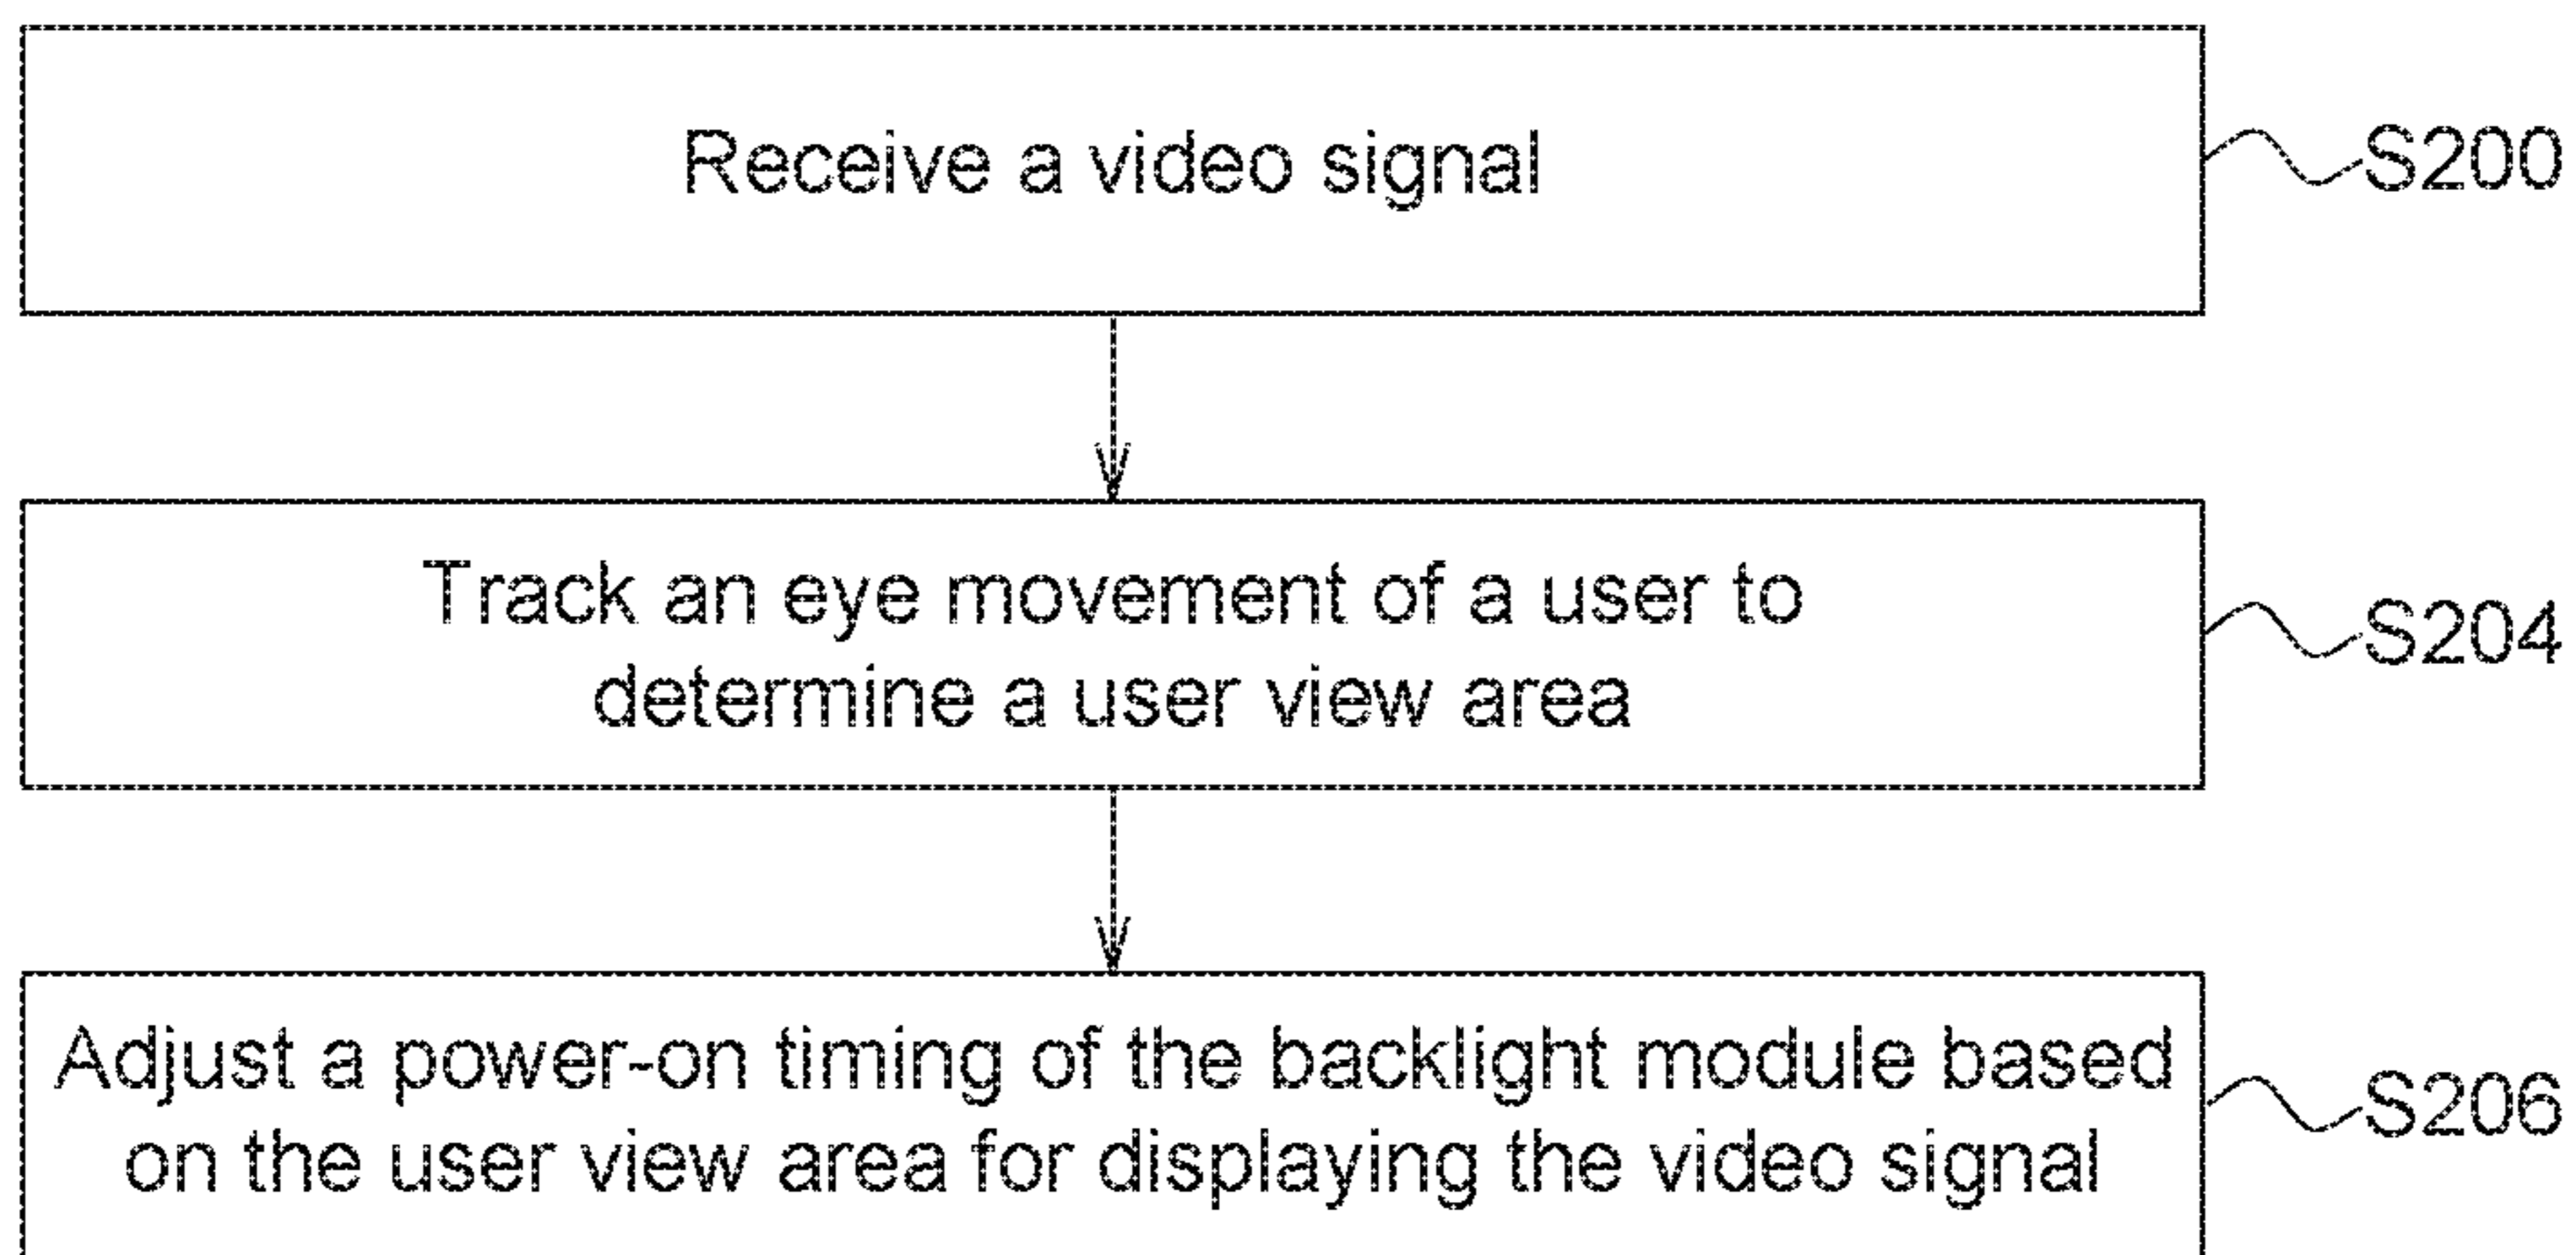 Receive a video signal
S200
Track an eye movement of a user to
determine a user view area
S204
Adjust a power-on timing of the backlight module based
on the user view area for displaying the video signal
S206